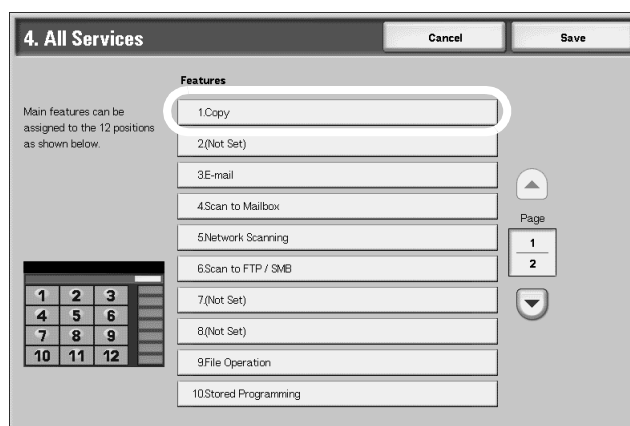 4. All Services
Cancel
Save
Features
Main features can be
assigned to the 12 positions
as shown below.
1.Copy
2.(Not Set)
3.E-mail
4.Scan to Mailbox
5.Network Scanning
6.Scan to FTP / SMB
7.(Not Set)
8.(Not Set)
9.File Operation
10.Stored Programming
Page
1
2
1 2 3
4 5 6
7 8 9
10 11 12